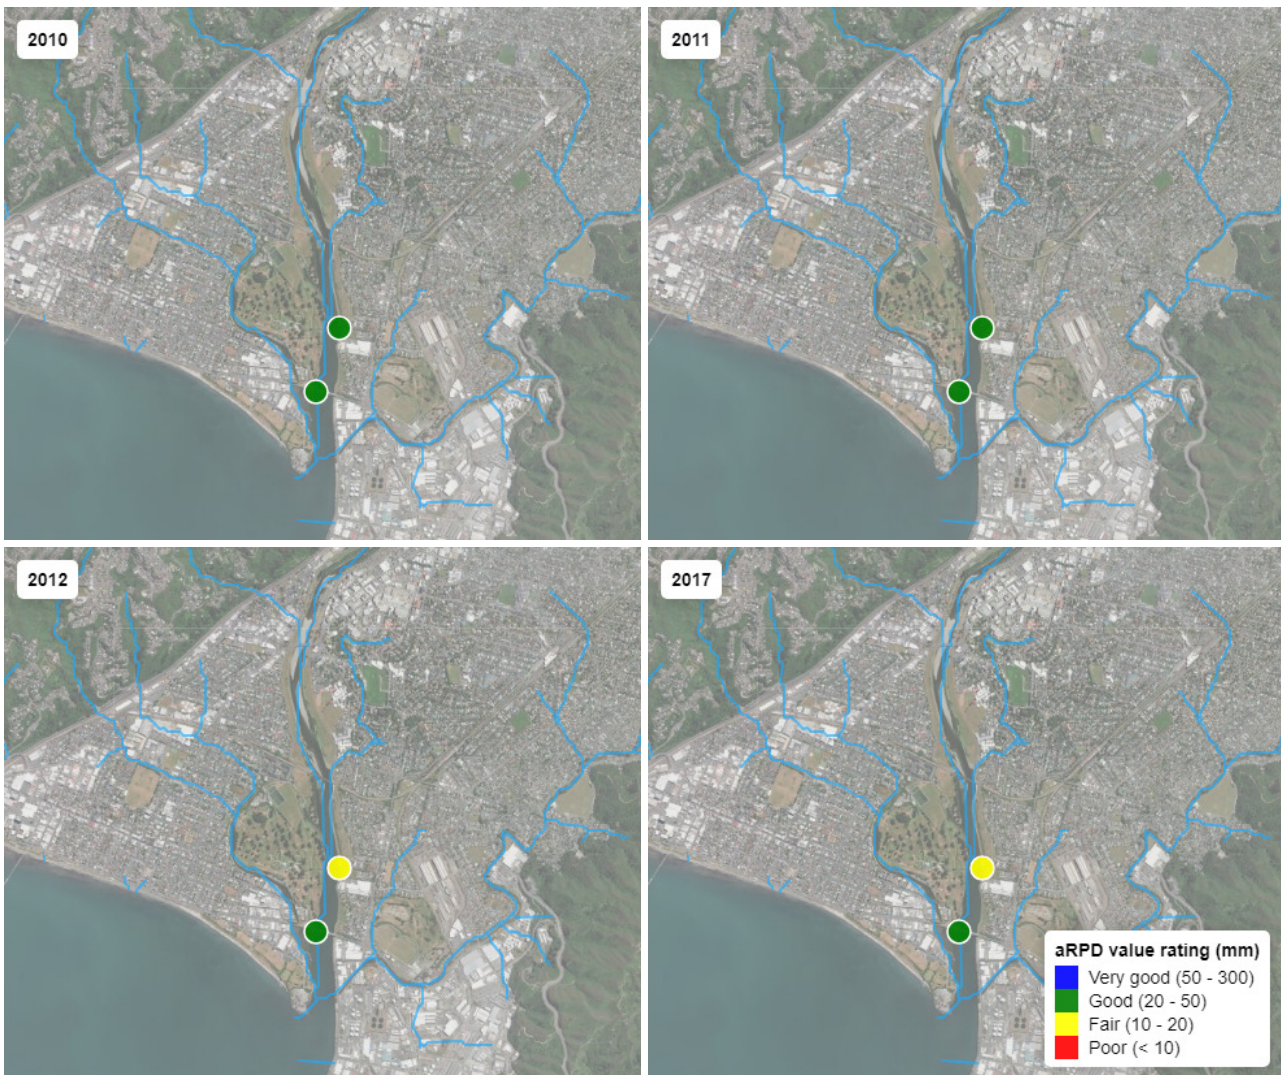 2010
2011
2012
2017
aRPD value rating (mm)
Very good (50 - 300)
Good (20 - 50)
Fair (10 - 20)
Poor (< 10)